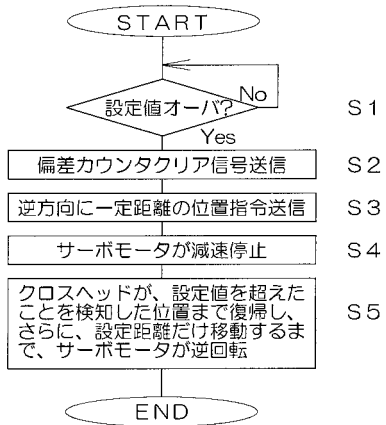 START
設定値オーバ?
No
S1
Yes
偏差カウンタクリア信号送信
S2
逆方向に一定距離の位置指令送信
S3
サーボモータが減速停止
S4
クロスヘッドが、設定値を超えた
ことを検知した位置まで復帰し、
さらに、設定距離だけ移動するま
で、サーボモータが逆回転
S5
END